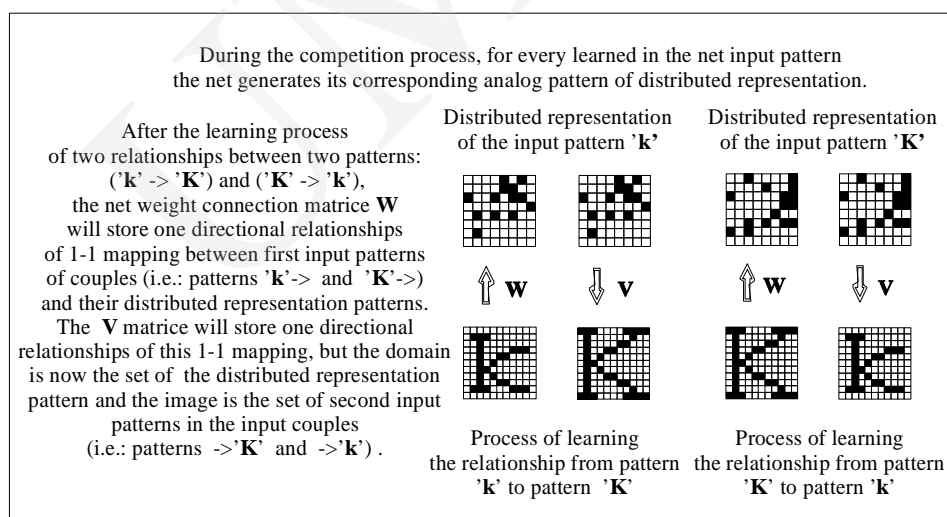 During the competition process, for every learned in the net input pattern
the net generates its corresponding analog pattern of distributed representation.
After the learning process
of two relationships between two patterns:
('k' -> 'K') and ('K' -> 'k'),
the net weight connection matrice W
will store one directional relationships
of 1-1 mapping between first input patterns
of couples (i.e.: patterns 'k'-> and 'K'->)
and their distributed representation patterns.
The V matrice will store one directional
relationships of this 1-1 mapping, but the domain
is now the set of the distributed representation
pattern and the image is the set of second input
patterns in the input couples
(i.e.: patterns ->'K' and ->'k') .
Distributed representation
of the input pattern 'k'
W
V
Process of learning
the relationship from pattern
'k' to pattern 'K'
Distributed representation
of the input pattern 'K'
W
V
Process of learning
the relationship from pattern
'K' to pattern 'k'